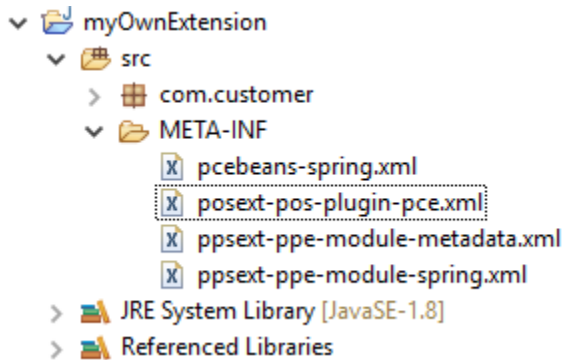 myOwnExtension
src
com.customer
META-INF
pcebeans-spring.xml
posext-pos-plugin-pce.xml
ppsext-ppe-module-metadata.xml
ppsext-ppe-module-spring.xml
JRE System Library [JavaSE-1.8]
Referenced Libraries